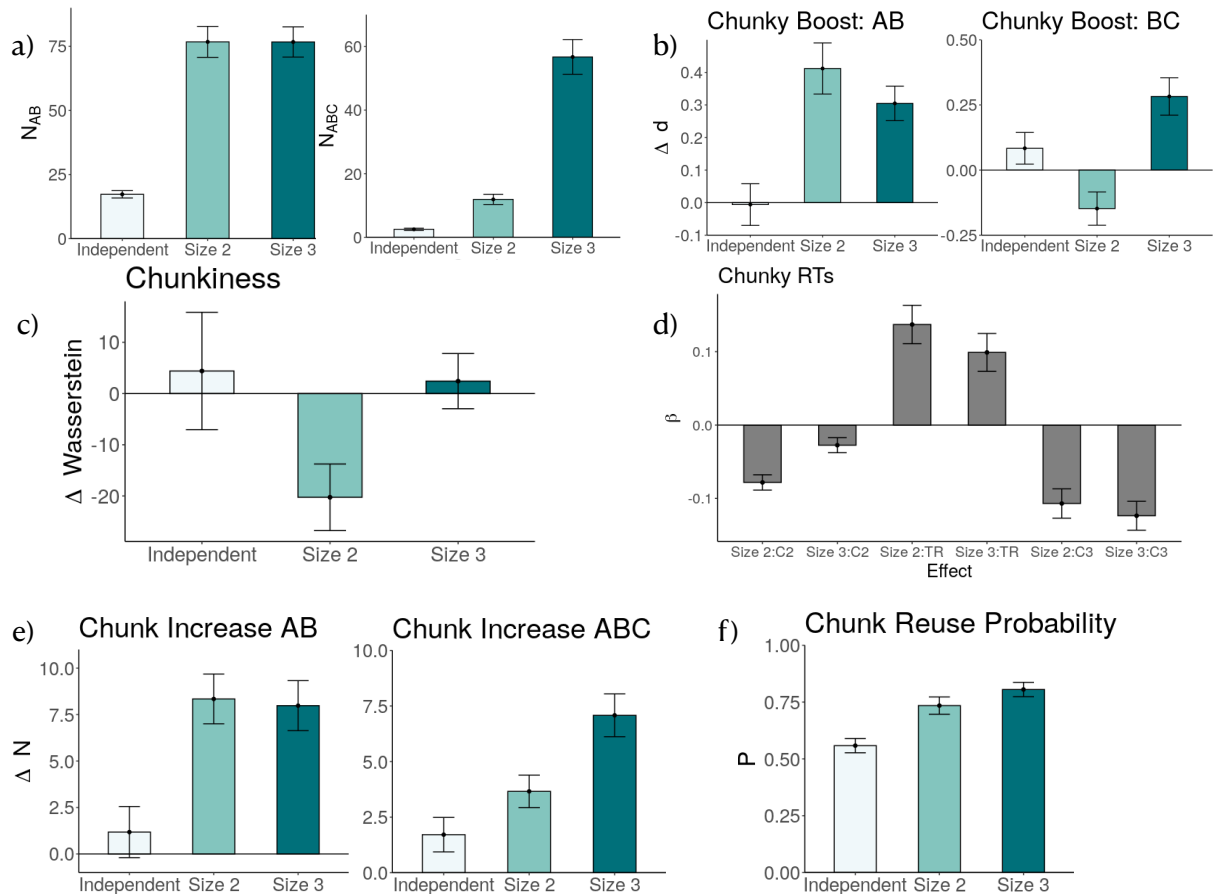 a)
75
50
25
0
N_AB
Independent Size 2 Size 3
60
40
20
0
N_ABC
Independent Size 2 Size 3
b)
Chunky Boost: AB
0.4
0.3
0.2
0.1
0.0
-0.1
Δ d
Independent Size 2 Size 3
Chunky Boost: BC
0.50
0.25
0.00
-0.25
Independent Size 2 Size 3
c)
Chunkiness
10
0
-10
-20
Δ Wasserstein
Independent Size 2 Size 3
d)
Chunky RTs
0.1
0.0
-0.1
β
Size 2:C2 Size 3:C2 Size 2:TR Size 3:TR Size 2:C3 Size 3:C3
Effect
e)
Chunk Increase AB
10.0
7.5
5.0
2.5
0.0
Δ N
Independent Size 2 Size 3
Chunk Increase ABC
10.0
7.5
5.0
2.5
0.0
Independent Size 2 Size 3
f)
Chunk Reuse Probability
1.00
0.75
0.50
0.25
0.00
P
Independent Size 2 Size 3